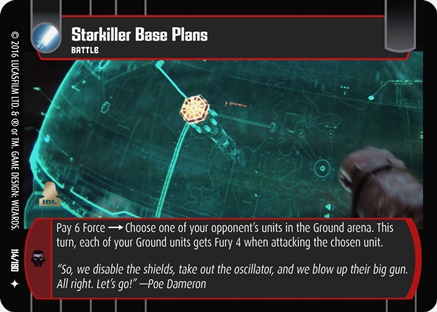 Starkiller Base Plans
BATTLE
© 2016 LUCASFILM LTD. & ® or TM. GAME DESIGN: WIZARDS.
IDC
Pay 6 Force → Choose one of your opponent's units in the Ground arena. This
turn, each of your Ground units gets Fury 4 when attacking the chosen unit.
"So, we disable the shields, take out the oscillator, and we blow up their big gun.
All right. Let's go!" —Poe Dameron
114/180